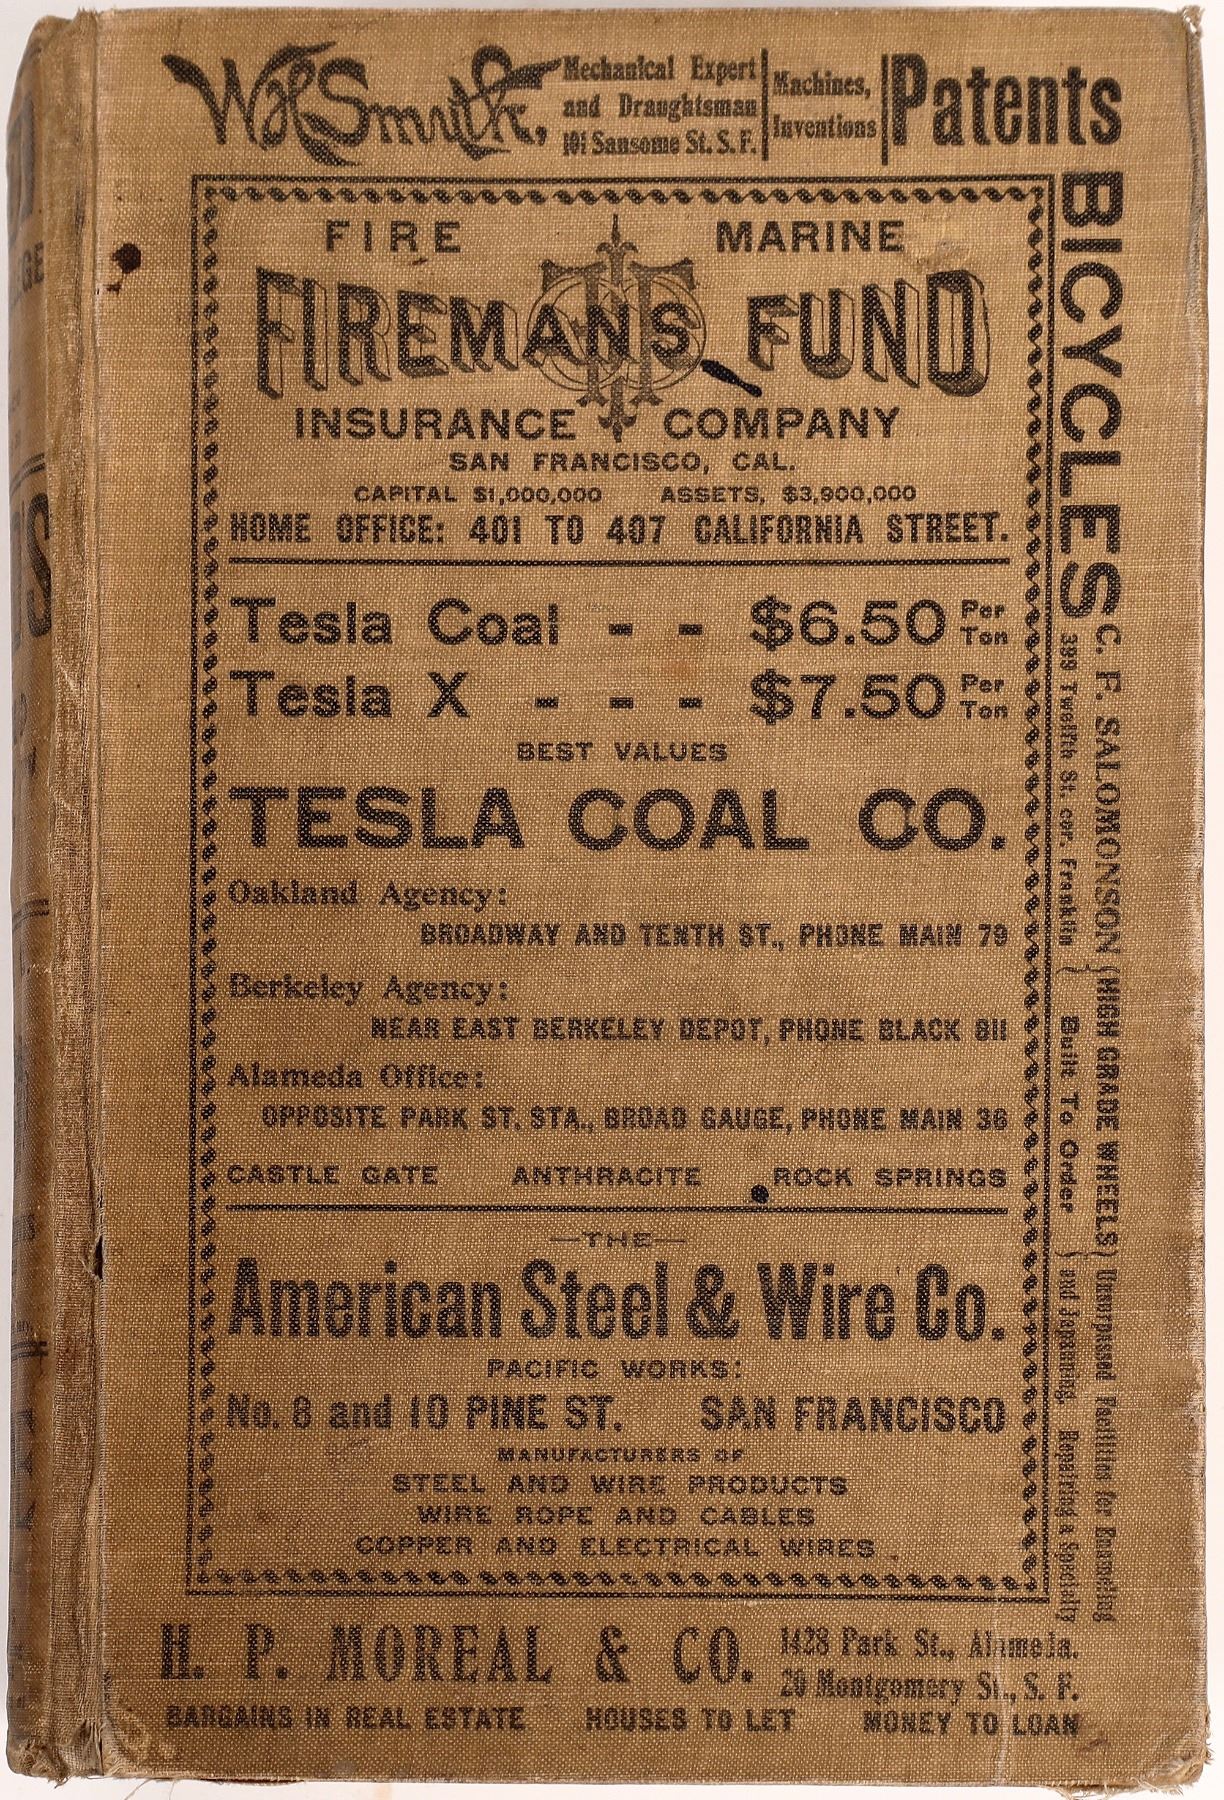 Wm Smyth,
Mechanical Expert
and Draughtsman
101 Sansome St. S. F.
Machines,
Inventions
Patents
FIRE MARINE
FIREMANS FUND
INSURANCE COMPANY
SAN FRANCISCO, CAL.
CAPITAL $1,000,000 ASSETS, $3,900,000
HOME OFFICE: 401 TO 407 CALIFORNIA STREET.
Tesla Coal - - $6.50 Per Ton
Tesla X - - - $7.50 Per Ton
BEST VALUES
TESLA COAL CO.
Oakland Agency:
BROADWAY AND TENTH ST., PHONE MAIN 79
Berkeley Agency:
NEAR EAST BERKELEY DEPOT, PHONE BLACK 811
Alameda Office:
OPPOSITE PARK ST. STA., BROAD GAUGE, PHONE MAIN 36
CASTLE GATE ANTHRACITE ROCK SPRINGS
—THE—
American Steel & Wire Co.
PACIFIC WORKS:
No. 8 and 10 PINE ST. SAN FRANCISCO
MANUFACTURERS OF
STEEL AND WIRE PRODUCTS
WIRE ROPE AND CABLES
COPPER AND ELECTRICAL WIRES
BICYCLES
C. F. SALOMONSON (HIGH GRADE WHEELS) Unsurpassed Facilities for Enameling
399 Twelfth St. cor. Franklin Built To Order and Japanning. Repairing a Specialty
H. P. MOREAL & CO.
1428 Park St., Alameda.
20 Montgomery St., S. F.
BARGAINS IN REAL ESTATE HOUSES TO LET MONEY TO LOAN